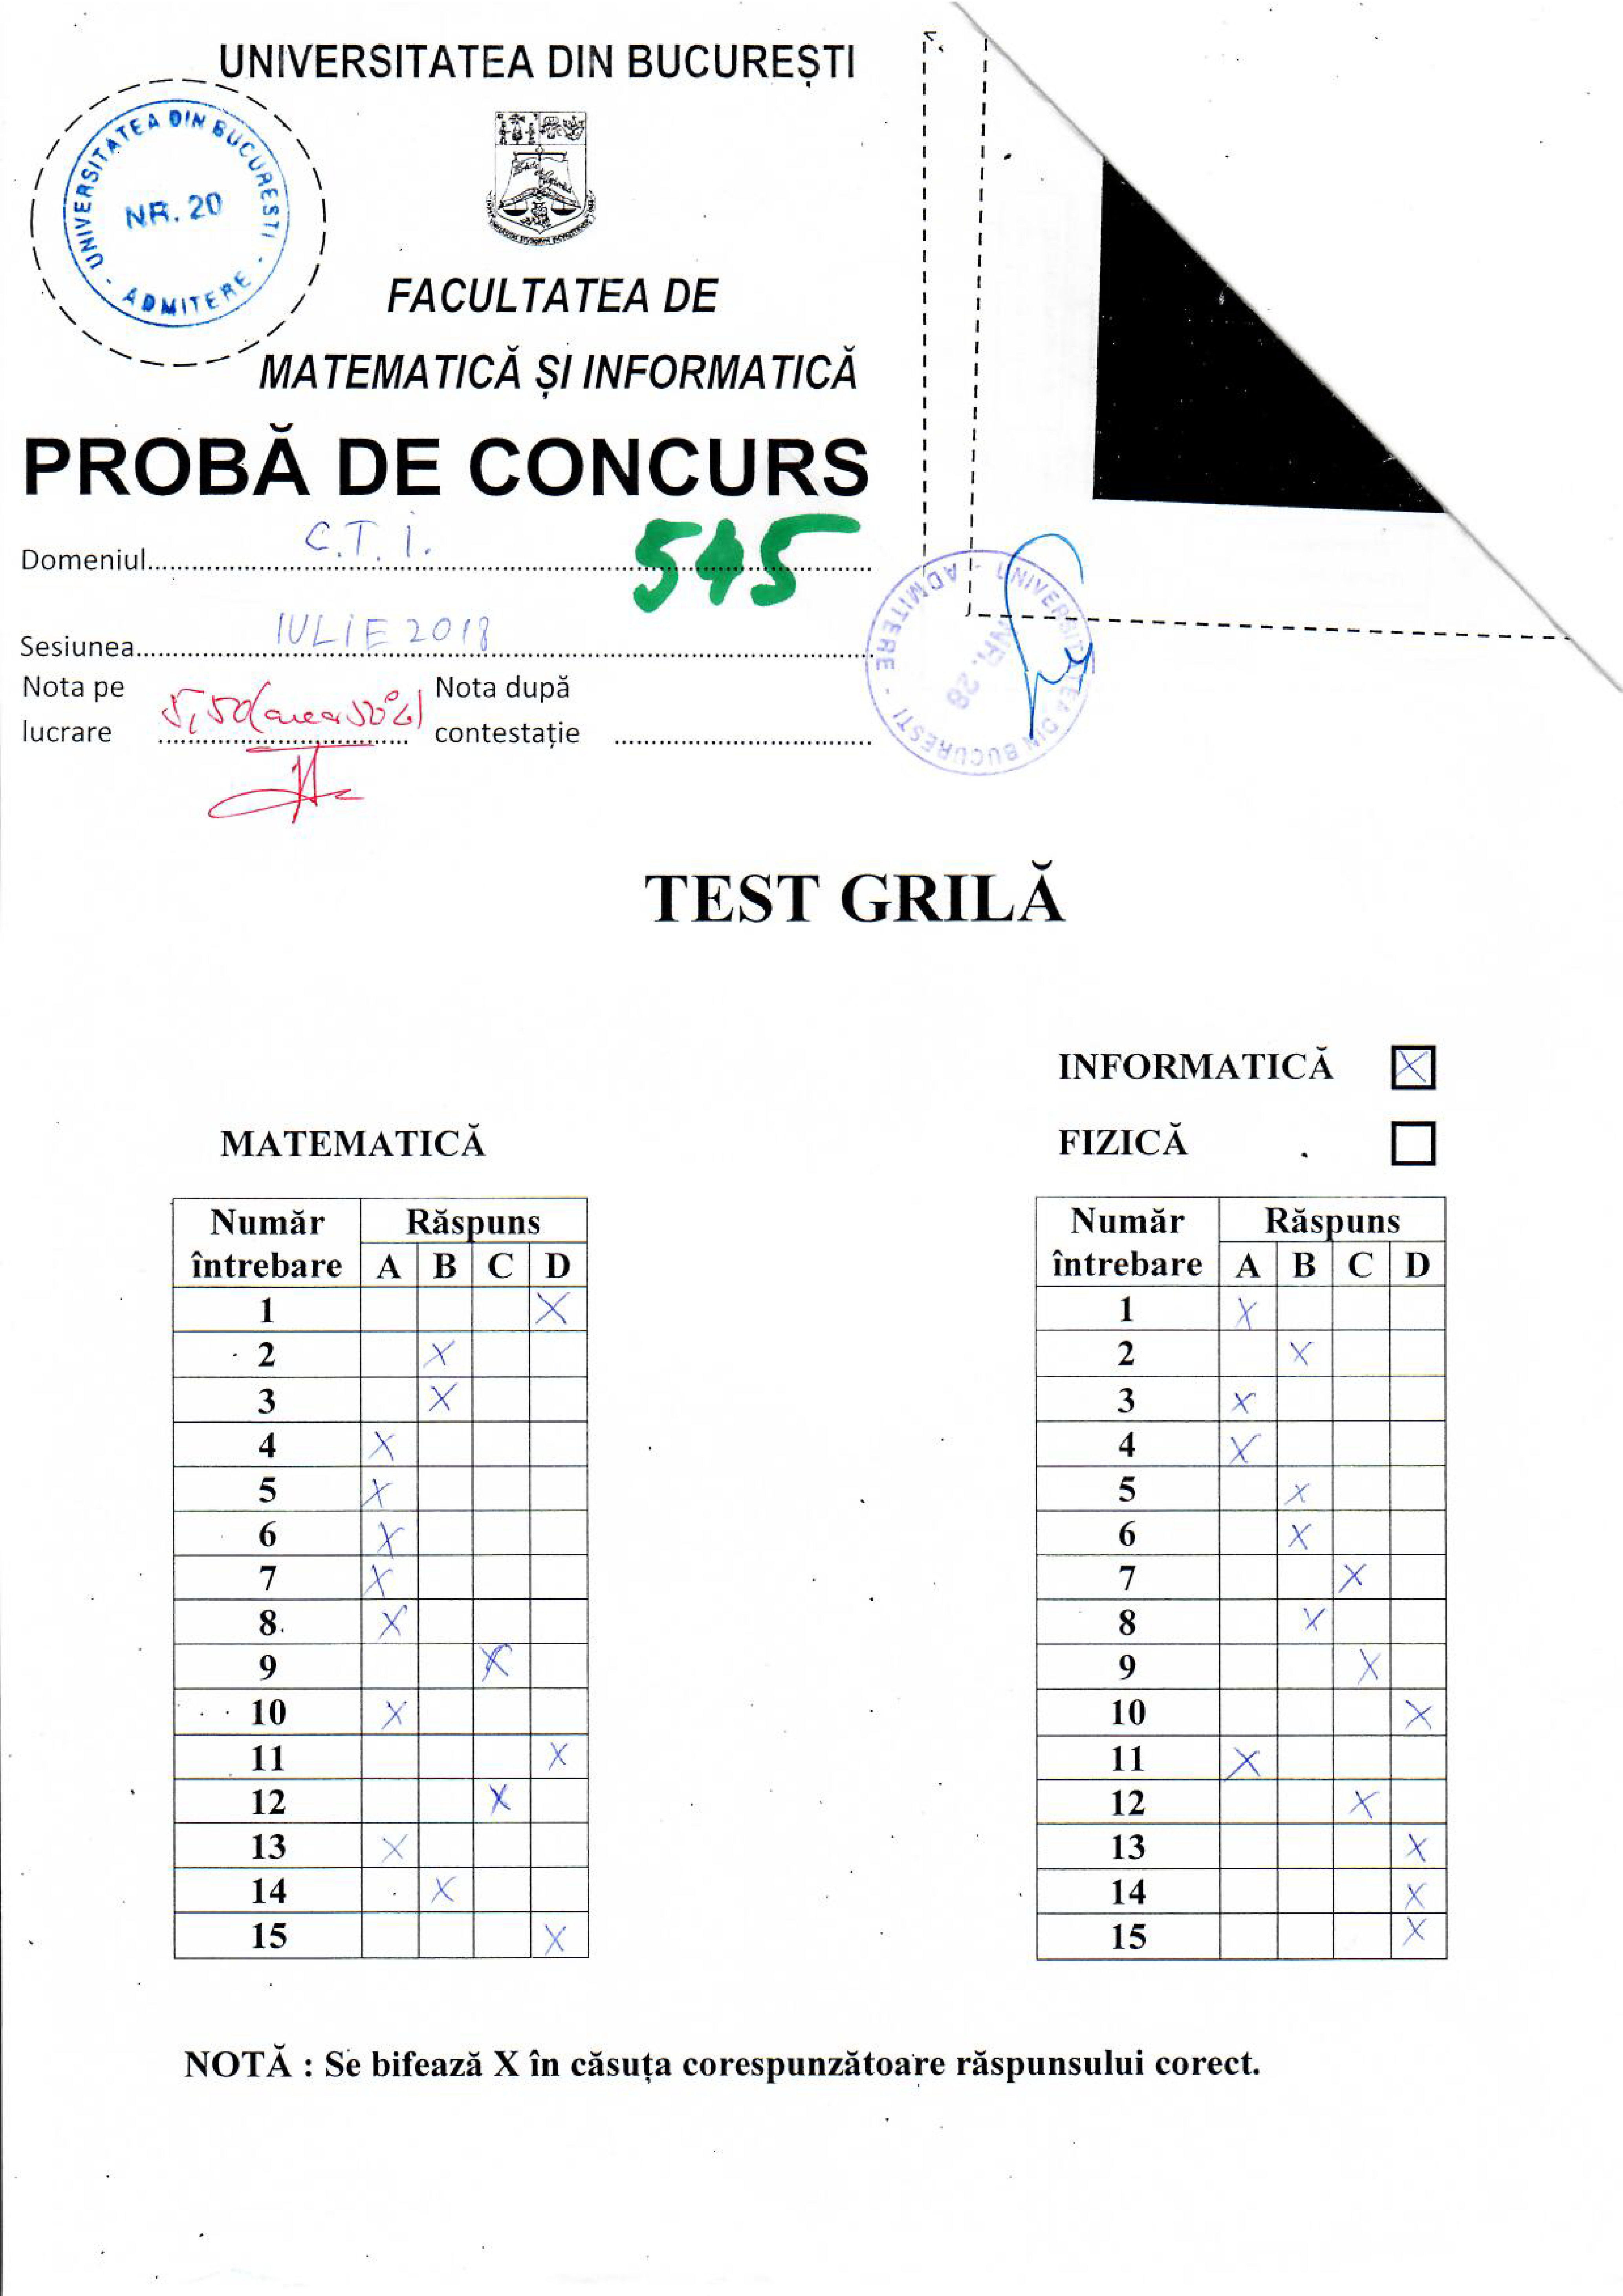 UNIVERSITATEA DIN BUCUREȘTI
UNIVERSITATEA DIN BUCURESTI - ADMITERE -
NR. 20
FACULTATEA DE
MATEMATICĂ ȘI INFORMATICĂ
PROBĂ DE CONCURS
Domeniul C.T.I.
545
Sesiunea IULIE 2018
Nota pe lucrare 5,50
Nota după contestație
UNIVERSITATEA DIN BUCURESTI - ADMITERE -
NR. 28
TEST GRILĂ
INFORMATICĂ X
FIZICĂ
MATEMATICĂ
Număr întrebare Răspuns
A B C D
1 X
2 X
3 X
4 X
5 X
6 X
7 X
8 X
9 X
10 X
11 X
12 X
13 X
14 X
15 X
Număr întrebare Răspuns
A B C D
1 X
2 X
3 X
4 X
5 X
6 X
7 X
8 X
9 X
10 X
11 X
12 X
13 X
14 X
15 X
NOTĂ : Se bifează X în căsuța corespunzătoare răspunsului corect.